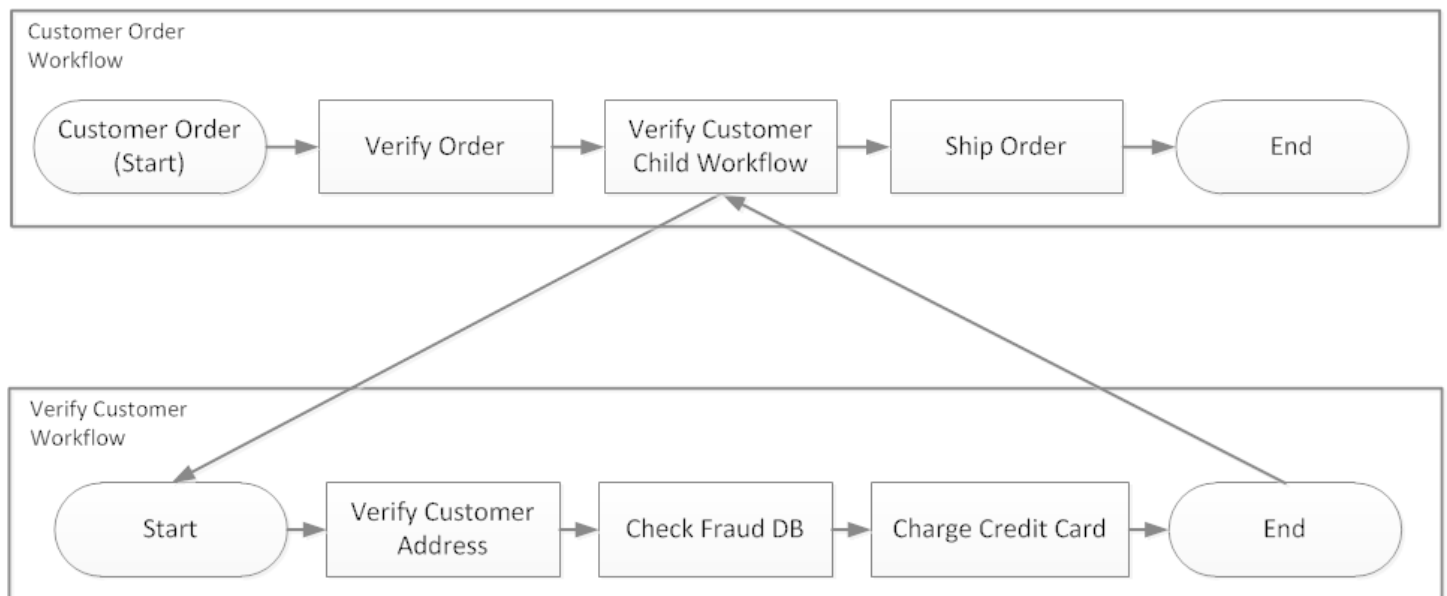 Customer Order
Workflow
Customer Order
(Start)
Verify Order
Verify Customer
Child Workflow
Ship Order
End
Verify Customer
Workflow
Start
Verify Customer
Address
Check Fraud DB
Charge Credit Card
End